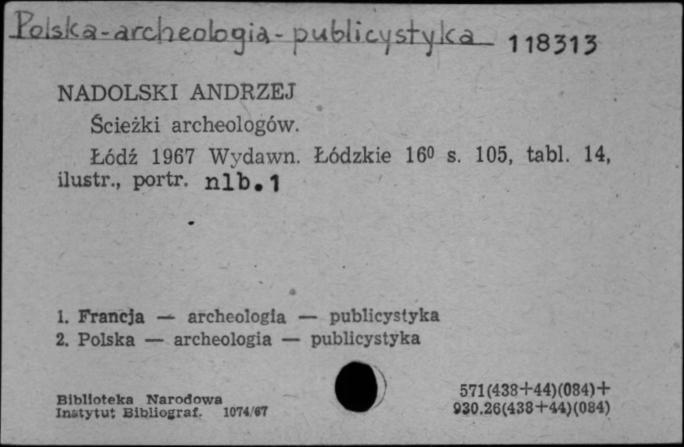 Polska-archeologia-publicystyka 118313
NADOLSKI ANDRZEJ
Ścieżki archeologów.
Łódź 1967 Wydawn. Łódzkie 16⁰ s. 105, tabl. 14,
ilustr., portr. nlb.1
1. Francja — archeologia — publicystyka
2. Polska — archeologia — publicystyka
Biblioteka Narodowa
Instytut Bibliograf. 1074/67
571(438+44)(084)+
930.26(438+44)(084)